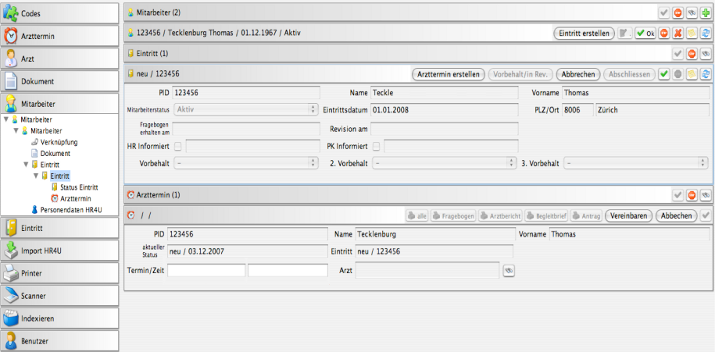 Codes
Arzttermin
Arzt
Dokument
Mitarbeiter
Mitarbeiter
Mitarbeiter
Verknüpfung
Dokument
Eintritt
Eintritt
Status Eintritt
Arzttermin
Personendaten HR4U
Eintritt
Import HR4U
Printer
Scanner
Indexieren
Benutzer
Mitarbeiter (2)
123456 / Tecklenburg Thomas / 01.12.1967 / Aktiv Eintritt erstellen Ok
Eintritt (1)
neu / 123456 Arzttermin erstellen Vorbehalt/in Rev. Abbrechen Abschliessen
PID 123456 Name Teckle Vorname Thomas
Mitarbeiterstatus Aktiv Eintrittsdatum 01.01.2008 PLZ/Ort 8006 Zürich
Fragebogen
erhalten am Revision am
HR Informiert PK Informiert
Vorbehalt - 2. Vorbehalt - 3. Vorbehalt -
Arzttermin (1)
/ / alle Fragebogen Arztbericht Begleitbrief Antrag Vereinbaren Abbechen
PID 123456 Name Tecklenburg Vorname Thomas
aktueller
Status neu / 03.12.2007 Eintritt neu / 123456
Termin/Zeit Arzt